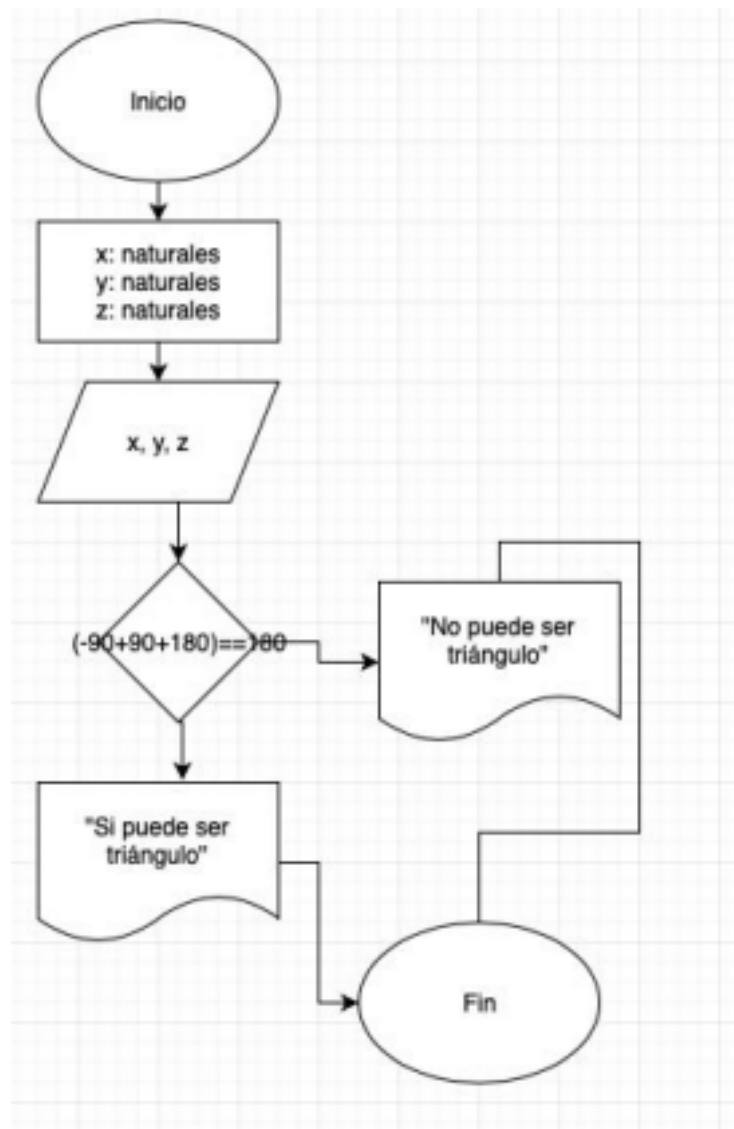 Inicio
x: naturales
y: naturales
z: naturales
x, y, z
(-90+90+180)==180
"No puede ser
triángulo"
"Si puede ser
triángulo"
Fin